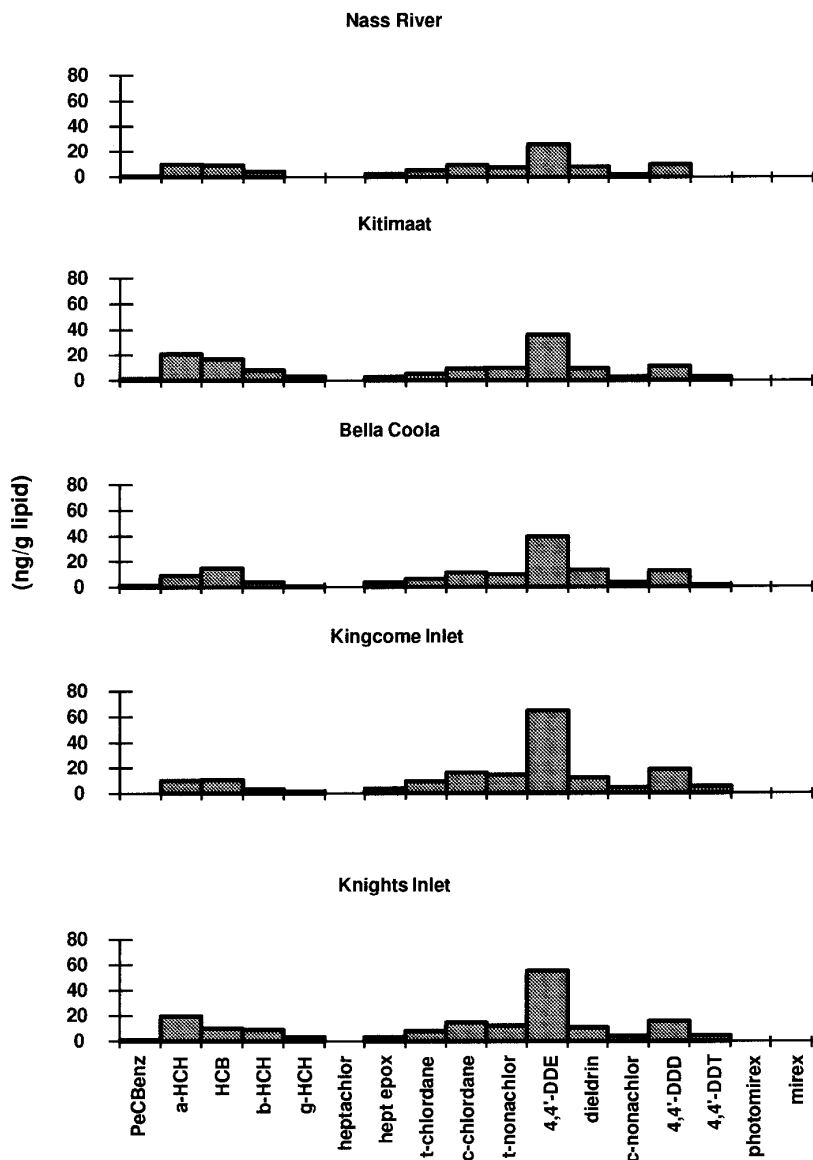 Nass River
80
60
40
20
0
Kitimaat
80
60
40
20
0
Bella Coola
(ng/g lipid)
80
60
40
20
0
Kingcome Inlet
80
60
40
20
0
Knights Inlet
80
60
40
20
0
PeCBenz
a-HCH
HCB
b-HCH
g-HCH
heptachlor
hept epox
t-chlordane
c-chlordane
t-nonachlor
4,4'-DDE
dieldrin
c-nonachlor
4,4'-DDD
4,4'-DDT
photomirex
mirex